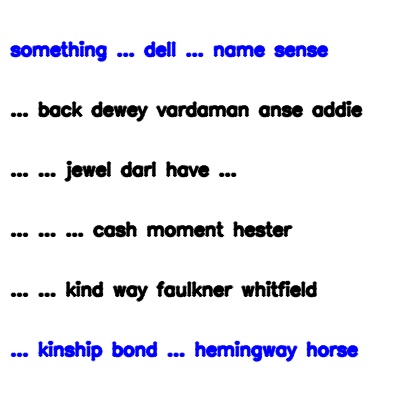 something ... dell ... name sense
... back dewey vardaman anse addie
... ... jewel darl have ...
... ... ... cash moment hester
... ... kind way faulkner whitfield
... kinship bond ... hemingway horse